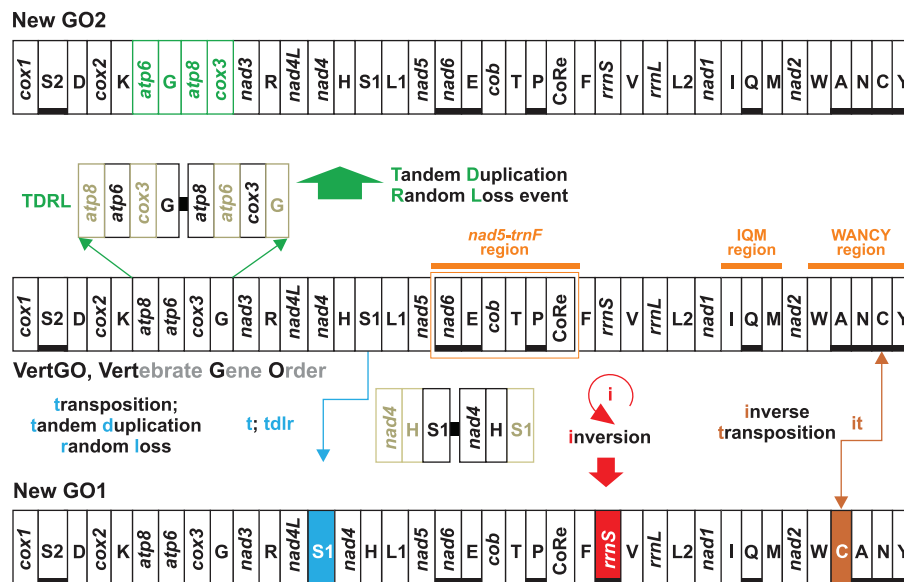 New GO2
cox1 S2 D cox2 K atp6 G atp8 cox3 nad3 R nad4L nad4 H S1 L1 nad5 nad6 E cob T P CoRe F rrnS V rrnL L2 nad1 I Q M nad2 W A N C Y
TDRL
atp8 atp6 cox3 G atp8 atp6 cox3 G
Tandem Duplication
Random Loss event
nad5-trnF
region
IQM
region
WANCY
region
cox1 S2 D cox2 K atp8 atp6 cox3 G nad3 R nad4L nad4 H S1 L1 nad5 nad6 E cob T P CoRe F rrnS V rrnL L2 nad1 I Q M nad2 W A N C Y
VertGO, Vertebrate Gene Order
transposition;
tandem duplication
random loss
t; tdlr
nad4 H S1 nad4 H S1
i
inversion
inverse
transposition
it
New GO1
cox1 S2 D cox2 K atp8 atp6 cox3 G nad3 R nad4L S1 nad4 H L1 nad5 nad6 E cob T P CoRe F rrnS V rrnL L2 nad1 I Q M nad2 W C A N Y